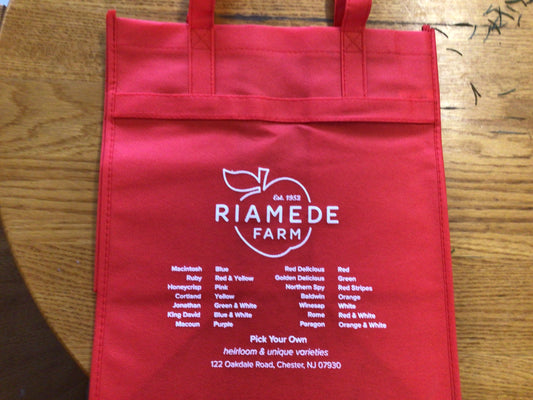 Est. 1952
RIAMEDE
FARM
Macintosh Blue Red Delicious Red
Ruby Red & Yellow Golden Delicious Green
Honeycrisp Pink Northern Spy Red Stripes
Cortland Yellow Baldwin Orange
Jonathan Green & White Winesap White
King David Blue & White Rome Red & White
Macoun Purple Paragon Orange & White
Pick Your Own
heirloom & unique varieties
122 Oakdale Road, Chester, NJ 07930